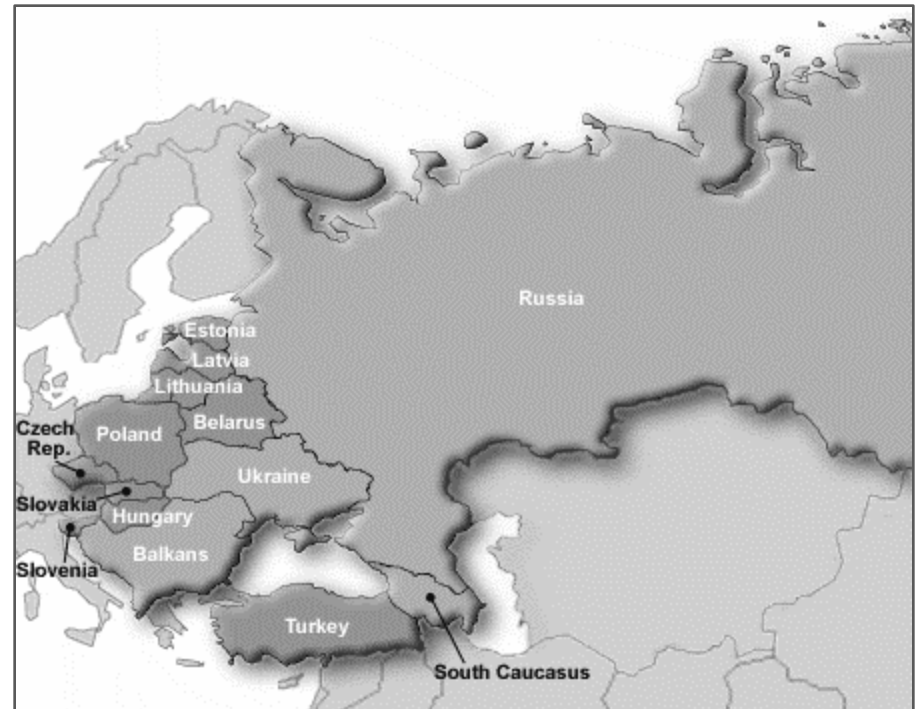 Russia
Estonia
Latvia
Lithuania
Belarus
Czech
Rep.
Poland
Ukraine
Slovakia
Hungary
Balkans
Slovenia
Turkey
South Caucasus